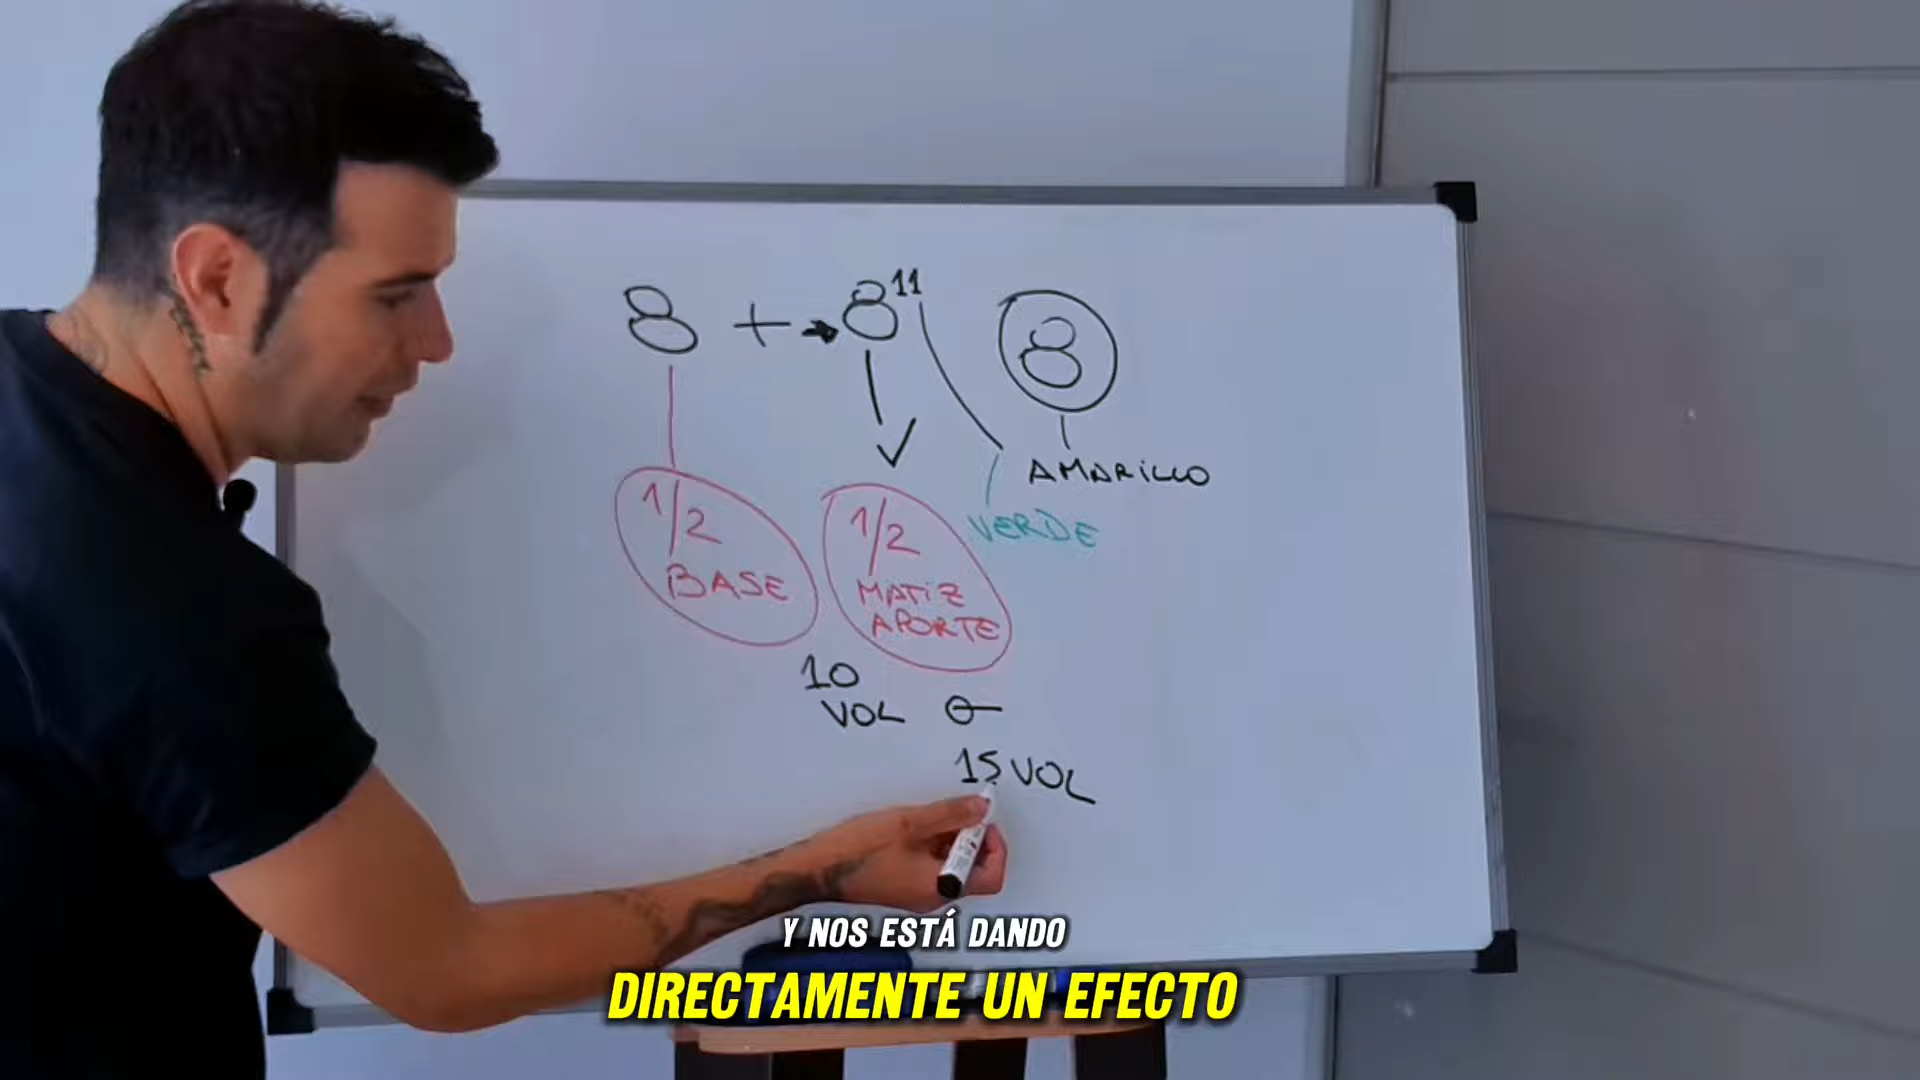 8 + 8 11
8
AMARILLO
VERDE
1/2
BASE
1/2
MATIZ
APORTE
10
VOL O
15 VOL
Y NOS ESTÁ DANDO
DIRECTAMENTE UN EFECTO